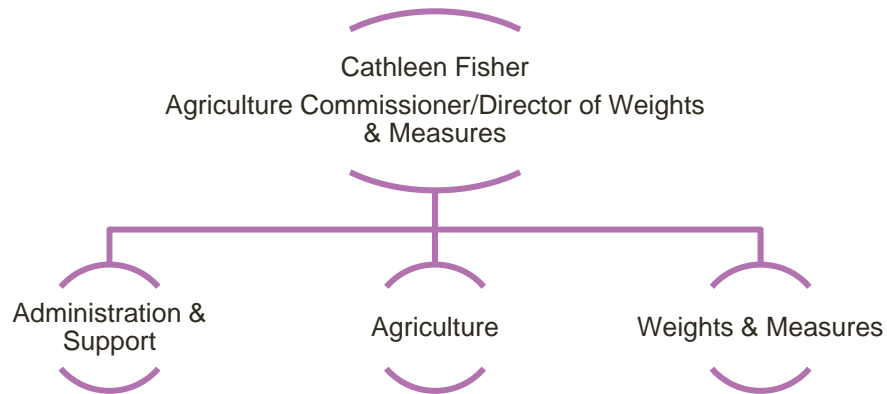 Cathleen Fisher
Agriculture Commissioner/Director of Weights
& Measures
Administration &
Support
Agriculture
Weights & Measures